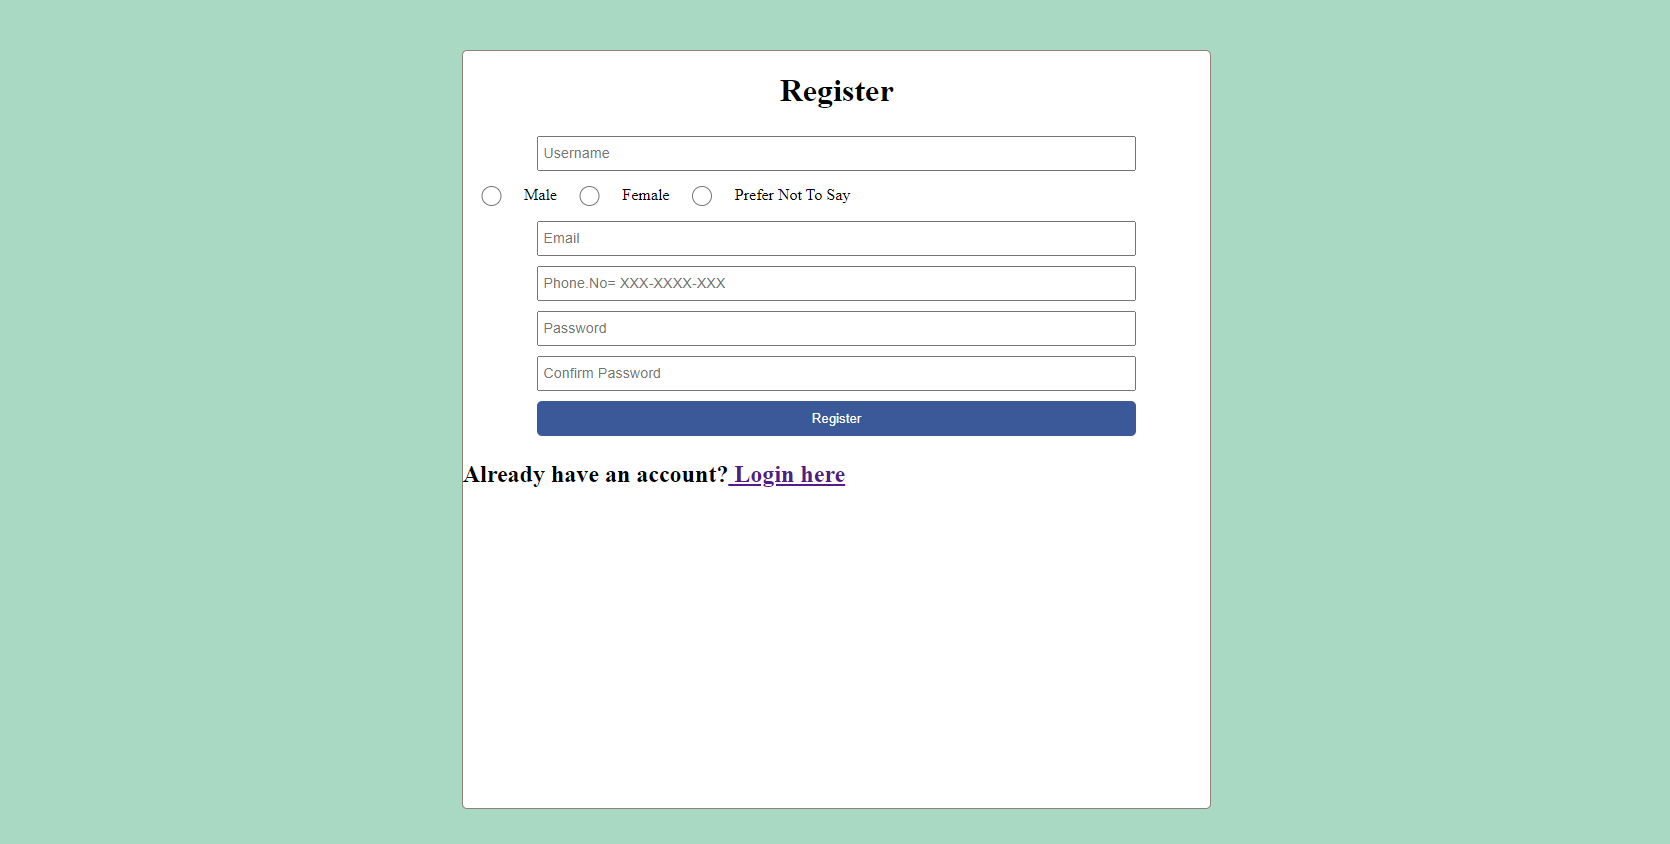 Register
Username
Male Female Prefer Not To Say
Email
Phone.No= XXX-XXXX-XXX
Password
Confirm Password
Register
Already have an account? Login here